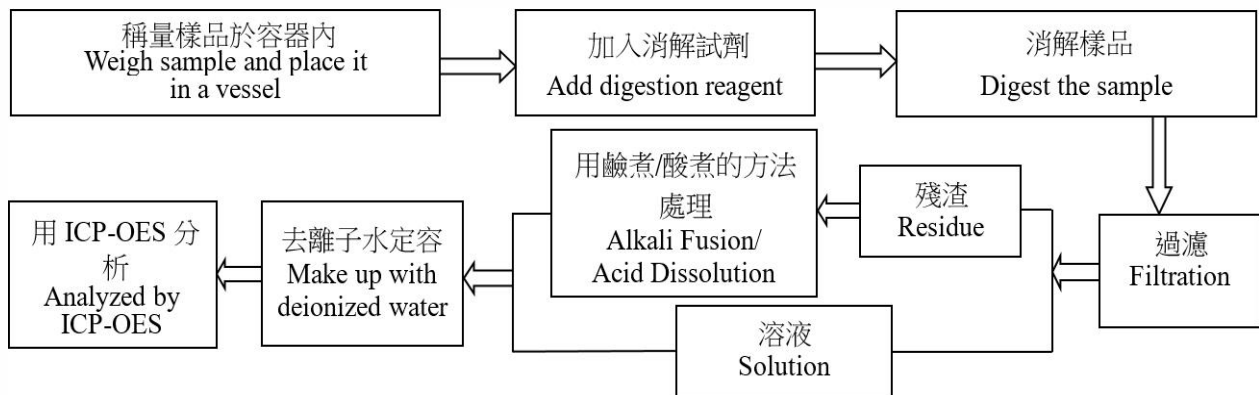 稱量樣品於容器內
Weigh sample and place it
in a vessel
加入消解試劑
Add digestion reagent
消解樣品
Digest the sample
過濾
Filtration
殘渣
Residue
用鹼煮/酸煮的方法
處理
Alkali Fusion/
Acid Dissolution
溶液
Solution
去離子水定容
Make up with
deionized water
用 ICP-OES 分
析
Analyzed by
ICP-OES